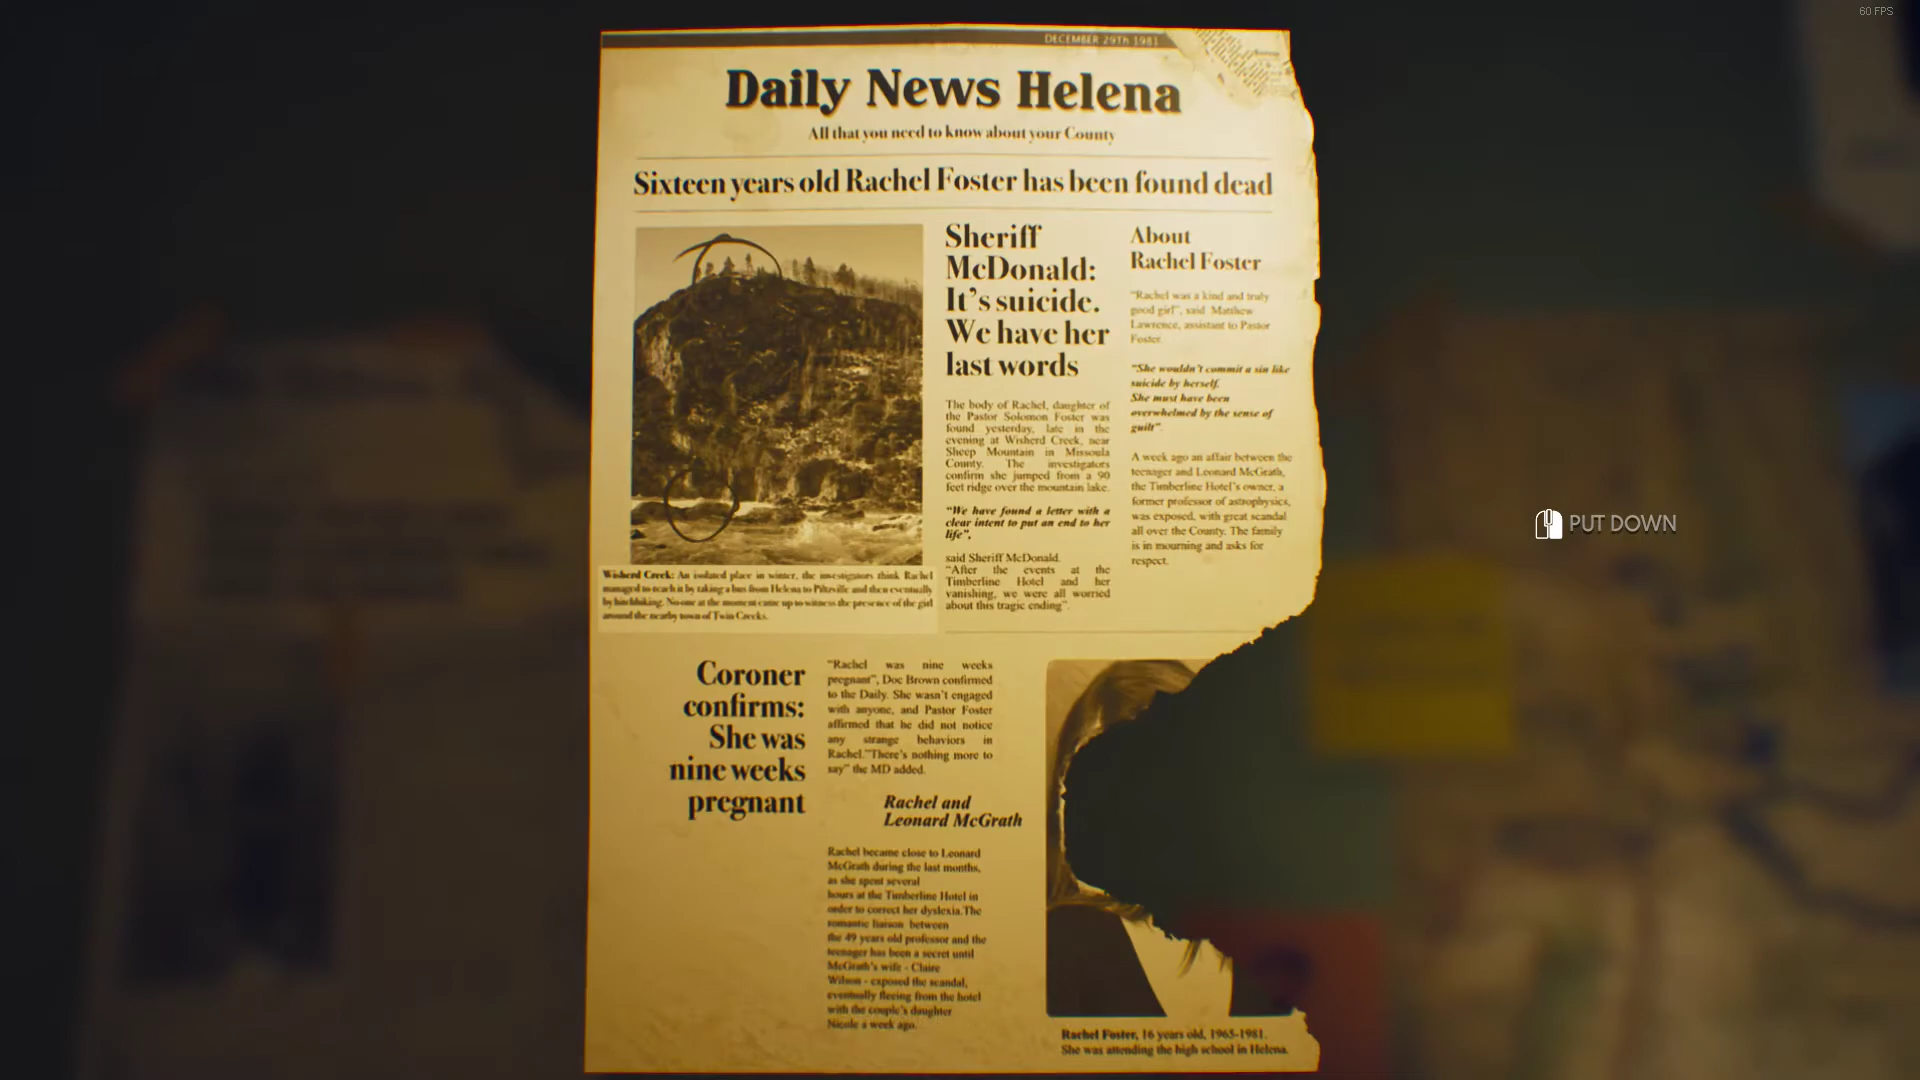 60 FPS
DECEMBER 29Th 1981
Daily News Helena
All that you need to know about your County
Sixteen years old Rachel Foster has been found dead
Sheriff
McDonald:
It's suicide.
We have her
last words
The body of Rachel, daughter of
the Pastor Solomon Foster was
found yesterday, late in the
evening at Wisherd Creek, near
Sheep Mountain in Missoula
County. The investigators
confirm she jumped from a 90
feet ridge over the mountain lake.
"We have found a letter with a
clear intent to put an end to her
life",
said Sheriff McDonald.
"After the events at the
Timberline Hotel and her
vanishing, we were all worried
about this tragic ending".
About
Rachel Foster
"Rachel was a kind and truly
good girl", said Matthew
Lawrence, assistant to Pastor
Foster.
"She wouldn't commit a sin like
suicide by herself.
She must have been
overwhelmed by the sense of
guilt".
A week ago an affair between the
teenager and Leonard McGrath,
the Timberline Hotel's owner, a
former professor of astrophysics,
was exposed, with great scandal
all over the County. The family
is in mourning and asks for
respect.
Wisherd Creek: An isolated place in winter, the investigators think Rachel
managed to reach it by taking a bus from Helena to Piltzville and then eventually
by hitchhiking. No one at the moment came up to witness the presence of the girl
around the nearby town of Twin Creeks.
Coroner
confirms:
She was
nine weeks
pregnant
"Rachel was nine weeks
pregnant", Doc Brown confirmed
to the Daily. She wasn't engaged
with anyone, and Pastor Foster
affirmed that he did not notice
any strange behaviors in
Rachel."There's nothing more to
say" the MD added.
Rachel and
Leonard McGrath
Rachel became close to Leonard
McGrath during the last months,
as she spent several
hours at the Timberline Hotel in
order to correct her dyslexia.The
romantic liaison between
the 49 years old professor and the
teenager has been a secret until
McGrath's wife - Claire
Wilson - exposed the scandal,
eventually fleeing from the hotel
with the couple's daughter
Nicole a week ago.
Rachel Foster, 16 years old, 1965-1981.
She was attending the high school in Helena.
PUT DOWN